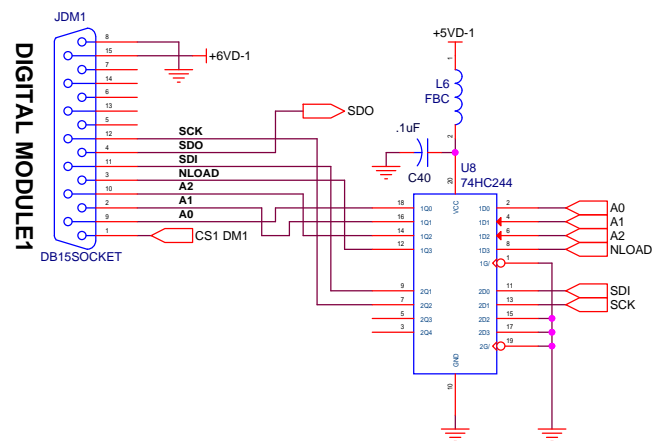 JDM1
DIGITAL MODULE1
8
15
+6VD-1
7
14
6
13
5
12 SCK
4 SDO
SDO
11 SDI
3 NLOAD
10 A2
2 A1
9 A0
1 CS1 DM1
DB15SOCKET
+5VD-1
1
L6
FBC
2
.1uF
C40
U8
74HC244
20
VCC
18 1Q0 1D0 2 A0
16 1Q1 1D1 4 A1
14 1Q2 1D2 6 A2
12 1Q3 1D3 8 NLOAD
1G/ 1
9 2Q1 2D0 11 SDI
7 2Q2 2D1 13 SCK
5 2Q3 2D2 15
3 2Q4 2D3 17
2G/ 19
GND
10